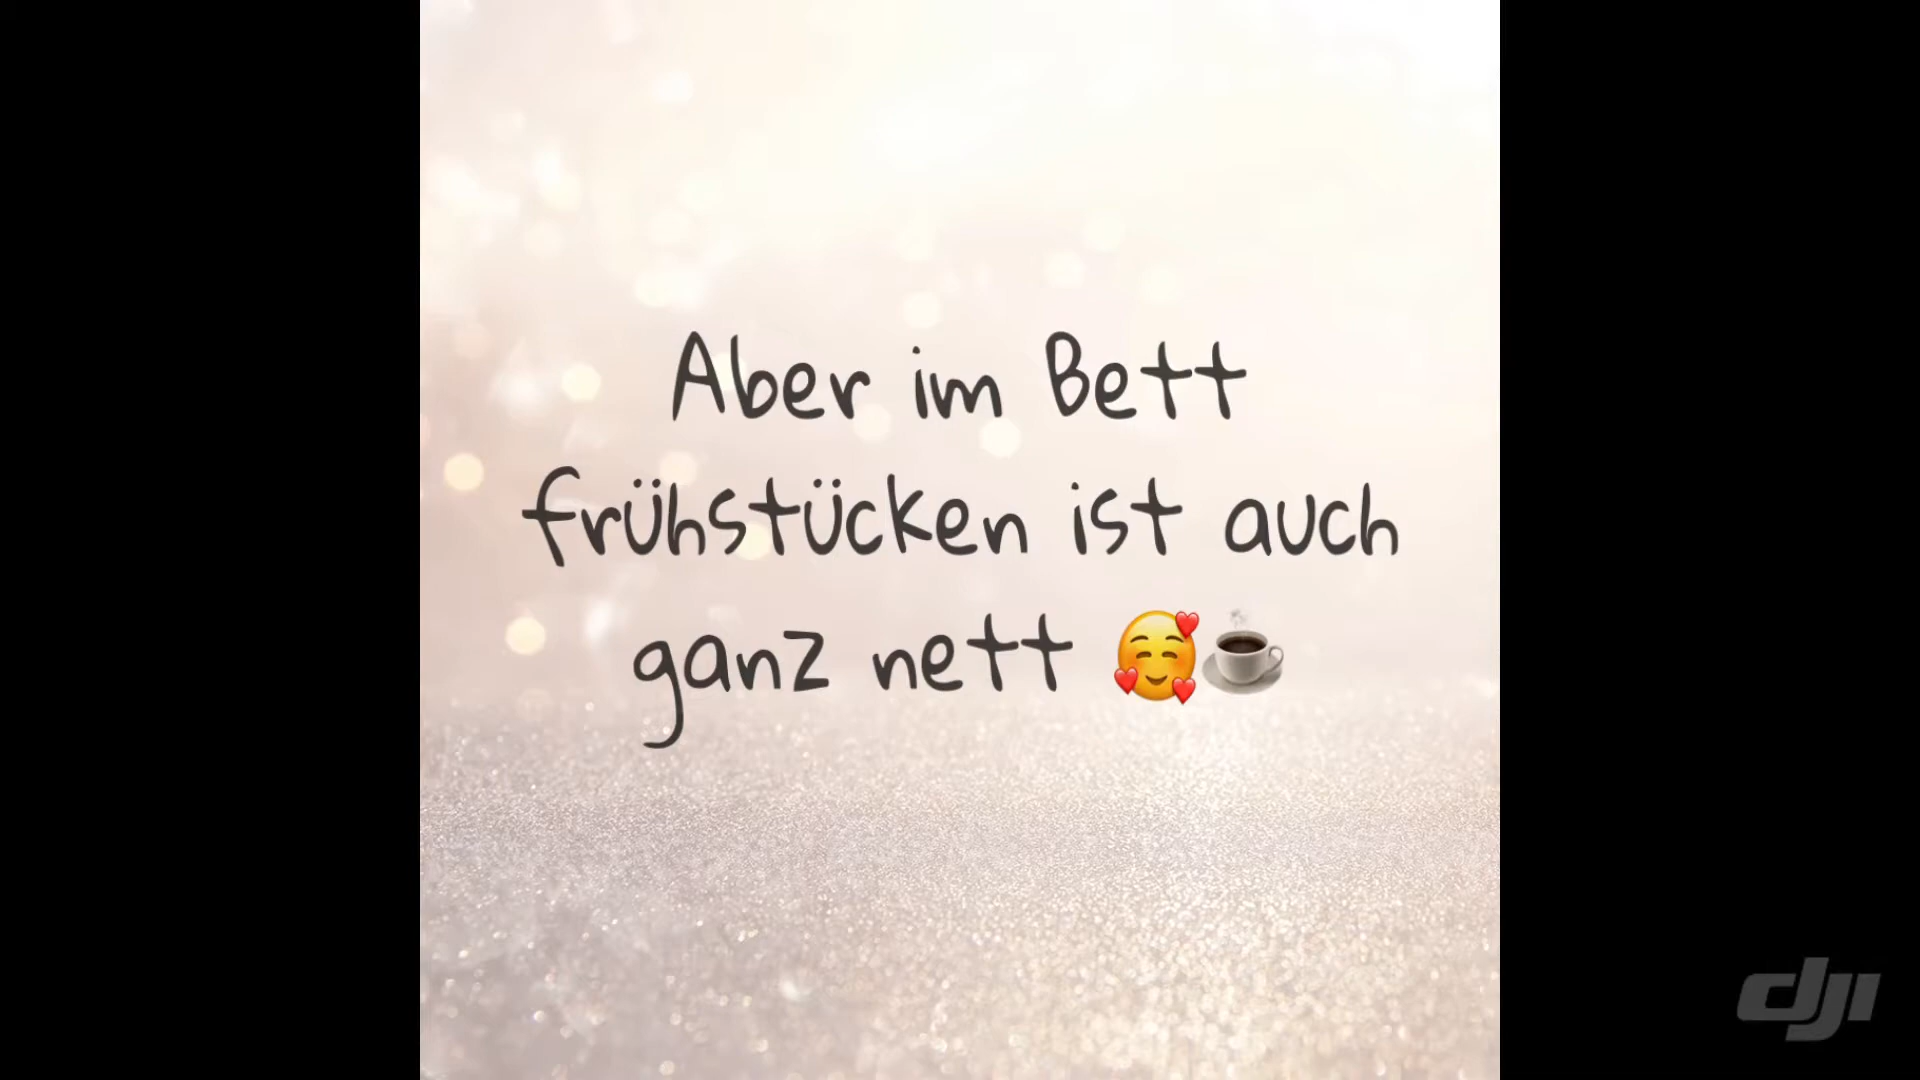 Aber im Bett
frühstücken ist auch
ganz nett 🥰☕
dji